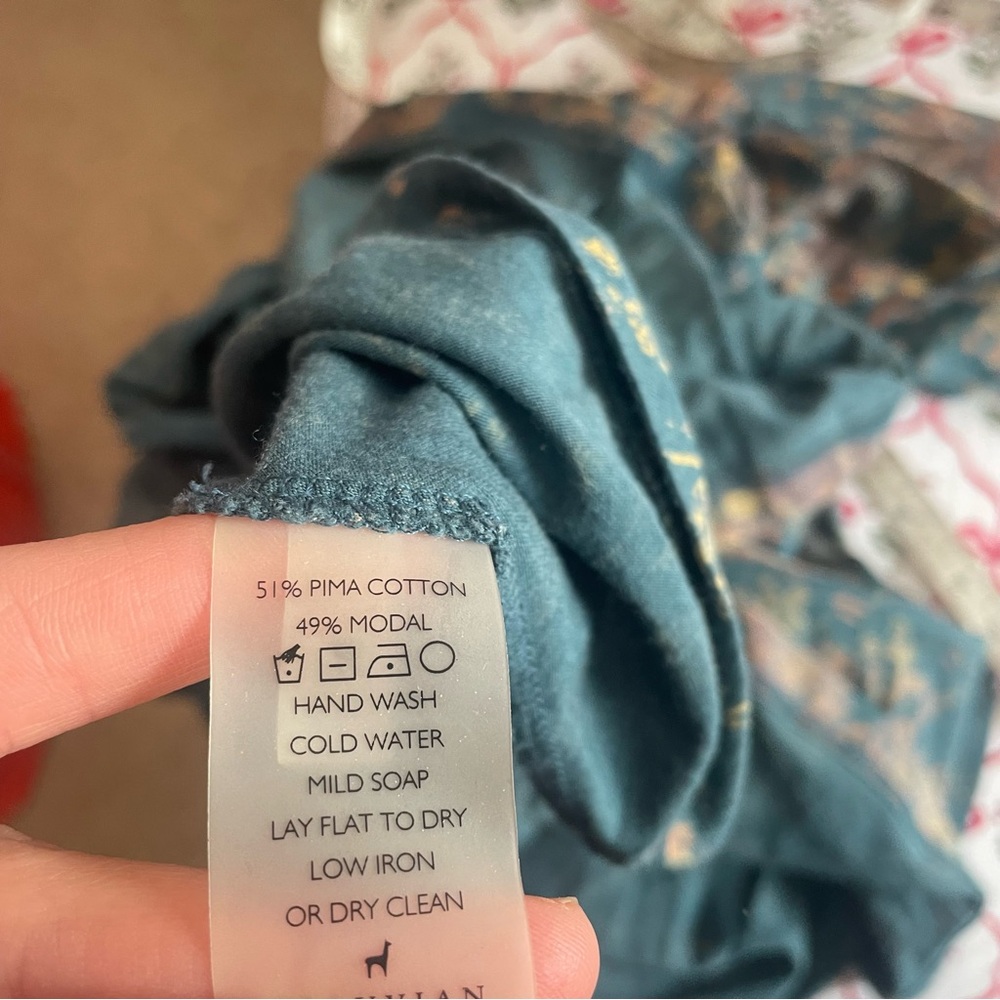 51% PIMA COTTON
49% MODAL
HAND WASH
COLD WATER
MILD SOAP
LAY FLAT TO DRY
LOW IRON
OR DRY CLEAN